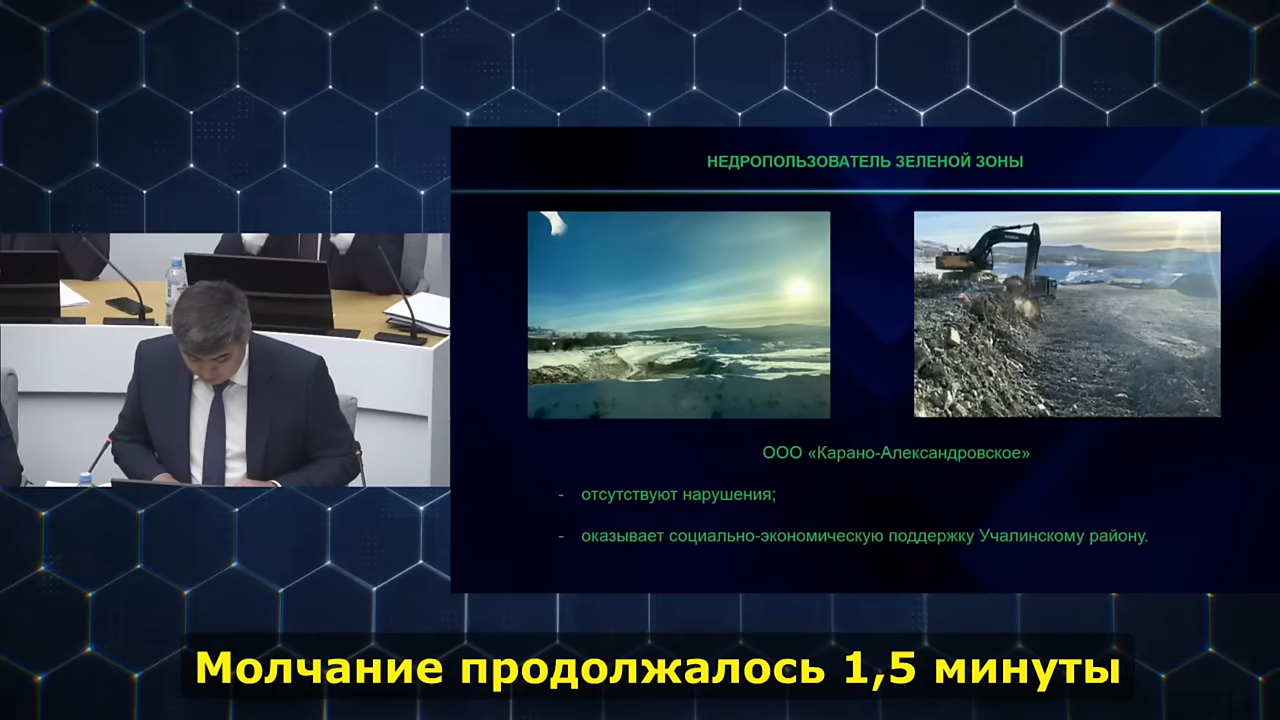 НЕДРОПОЛЬЗОВАТЕЛЬ ЗЕЛЕНОЙ ЗОНЫ
ООО «Карано-Александровское»
- отсутствуют нарушения;
- оказывает социально-экономическую поддержку Учалинскому району.
Молчание продолжалось 1,5 минуты